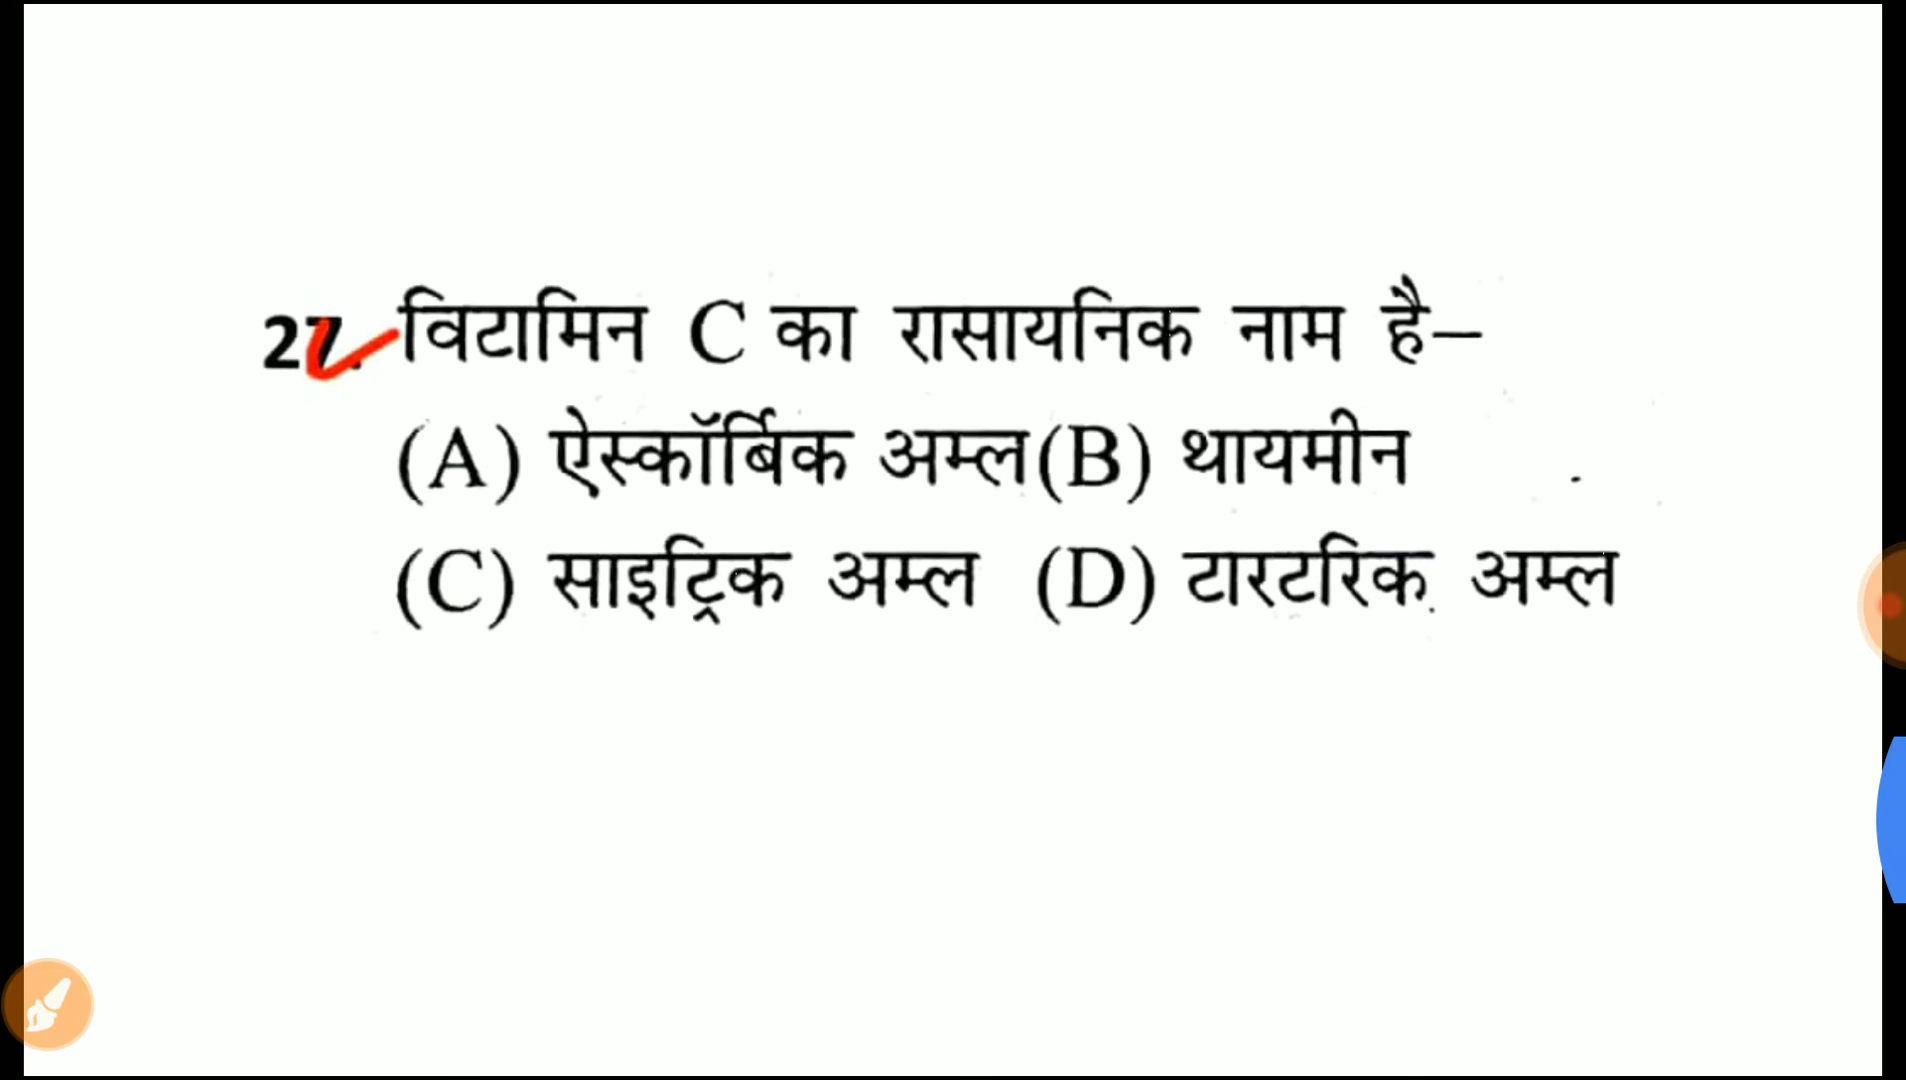 27. विटामिन C का रासायनिक नाम है–
(A) ऐस्कॉर्बिक अम्ल (B) थायमीन
(C) साइट्रिक अम्ल (D) टारटरिक अम्ल